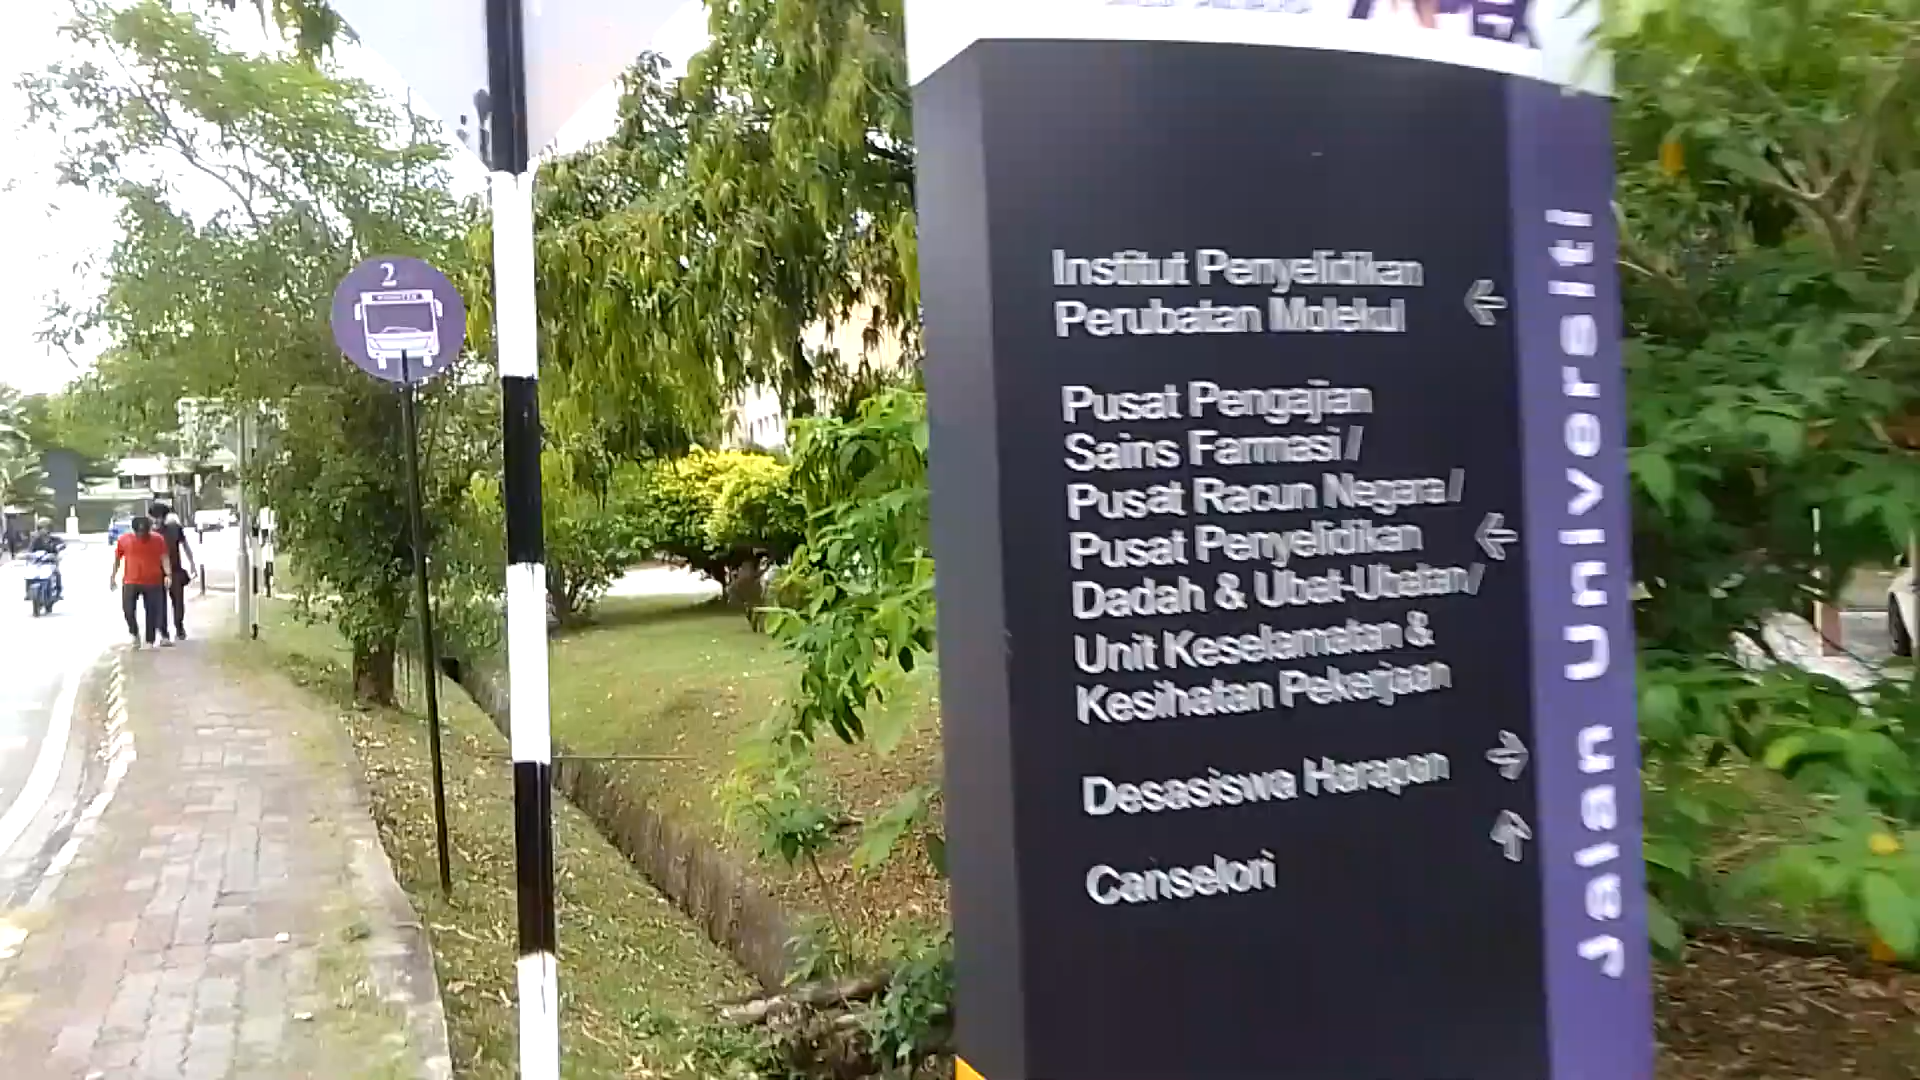 2
Institut Penyelidikan
Perubatan Molekul
Pusat Pengajian
Sains Farmasi /
Pusat Racun Negara /
Pusat Penyelidikan
Dadah & Ubat-Ubatan /
Unit Keselamatan &
Kesihatan Pekerjaan
Desasiswa Harapan
Canselori
Jalan Universiti